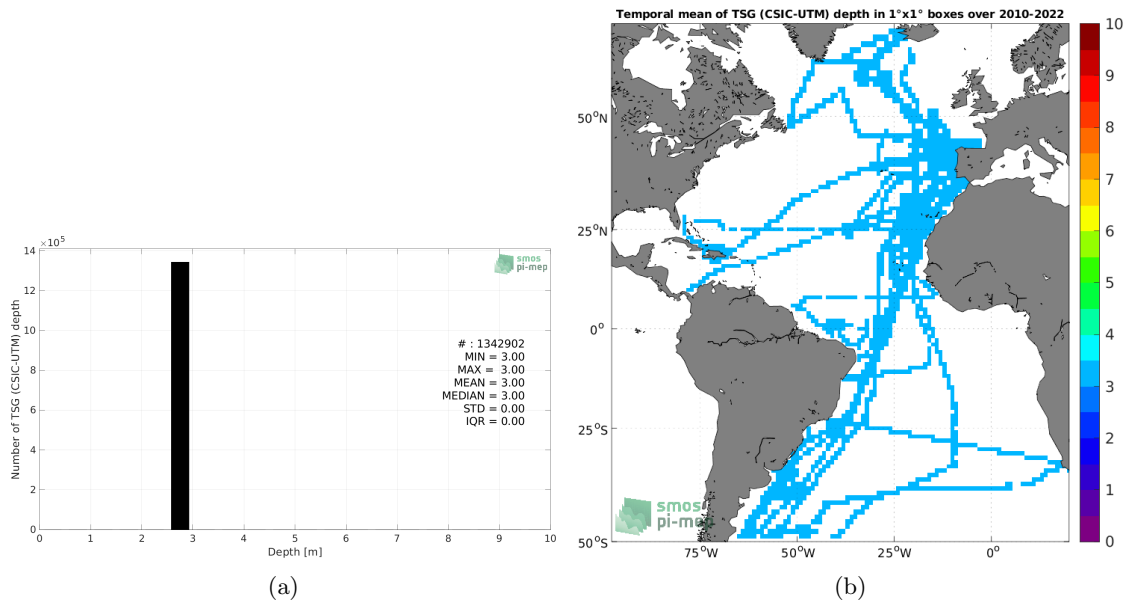 ×10⁵
14
12
10
8
6
4
2
0
Number of TSG (CSIC-UTM) depth
smos
pi-mep
# : 1342902
MIN = 3.00
MAX = 3.00
MEAN = 3.00
MEDIAN = 3.00
STD = 0.00
IQR = 0.00
0 1 2 3 4 5 6 7 8 9 10
Depth [m]
(a)
Temporal mean of TSG (CSIC-UTM) depth in 1°x1° boxes over 2010-2022
50°N
25°N
0°
25°S
50°S
75°W 50°W 25°W 0°
smos
pi-mep
10
9
8
7
6
5
4
3
2
1
0
(b)